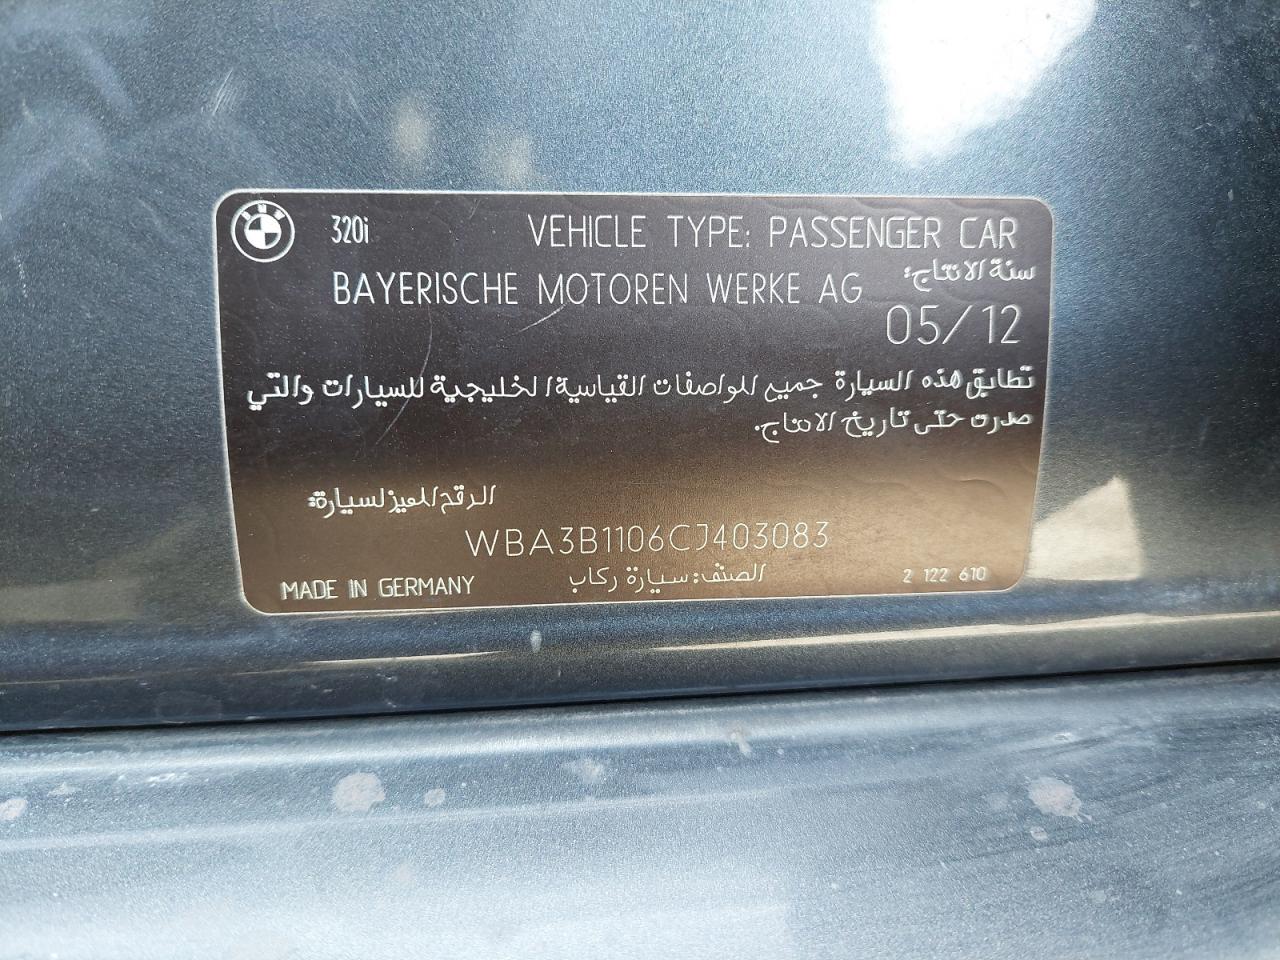 320i VEHICLE TYPE: PASSENGER CAR
سنة الانتاج:
BAYERISCHE MOTOREN WERKE AG
05/12
تطابق هذه السيارة جميع المواصفات القياسية الخليجية للسيارات والتي
صدرت حتى تاريخ الانتاج.
الرقم المميز لسيارة:
WBA3B1106CJ403083
الصنف: سيارة ركاب
MADE IN GERMANY
2 122 610